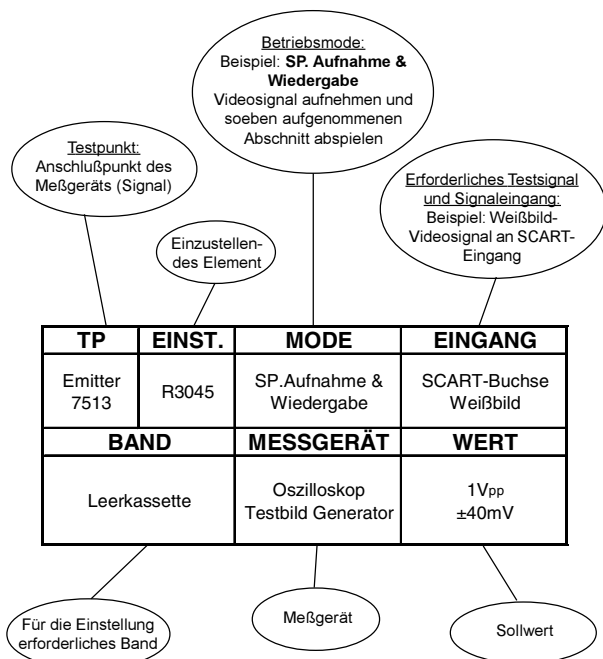 Betriebsmode:
Beispiel: SP. Aufnahme &
Wiedergabe
Videosignal aufnehmen und
soeben aufgenommenen
Abschnitt abspielen
Testpunkt:
Anschlußpunkt des
Meßgeräts (Signal)
Erforderliches Testsignal
und Signaleingang:
Beispiel: Weißbild-
Videosignal an SCART-
Eingang
Einzustellen-
des Element
TP EINST. MODE EINGANG
Emitter
7513
R3045
SP.Aufnahme &
Wiedergabe
SCART-Buchse
Weißbild
BAND MESSGERÄT WERT
Leerkassette
Oszilloskop
Testbild Generator
1Vpp
±40mV
Für die Einstellung
erforderliches Band
Meßgerät
Sollwert